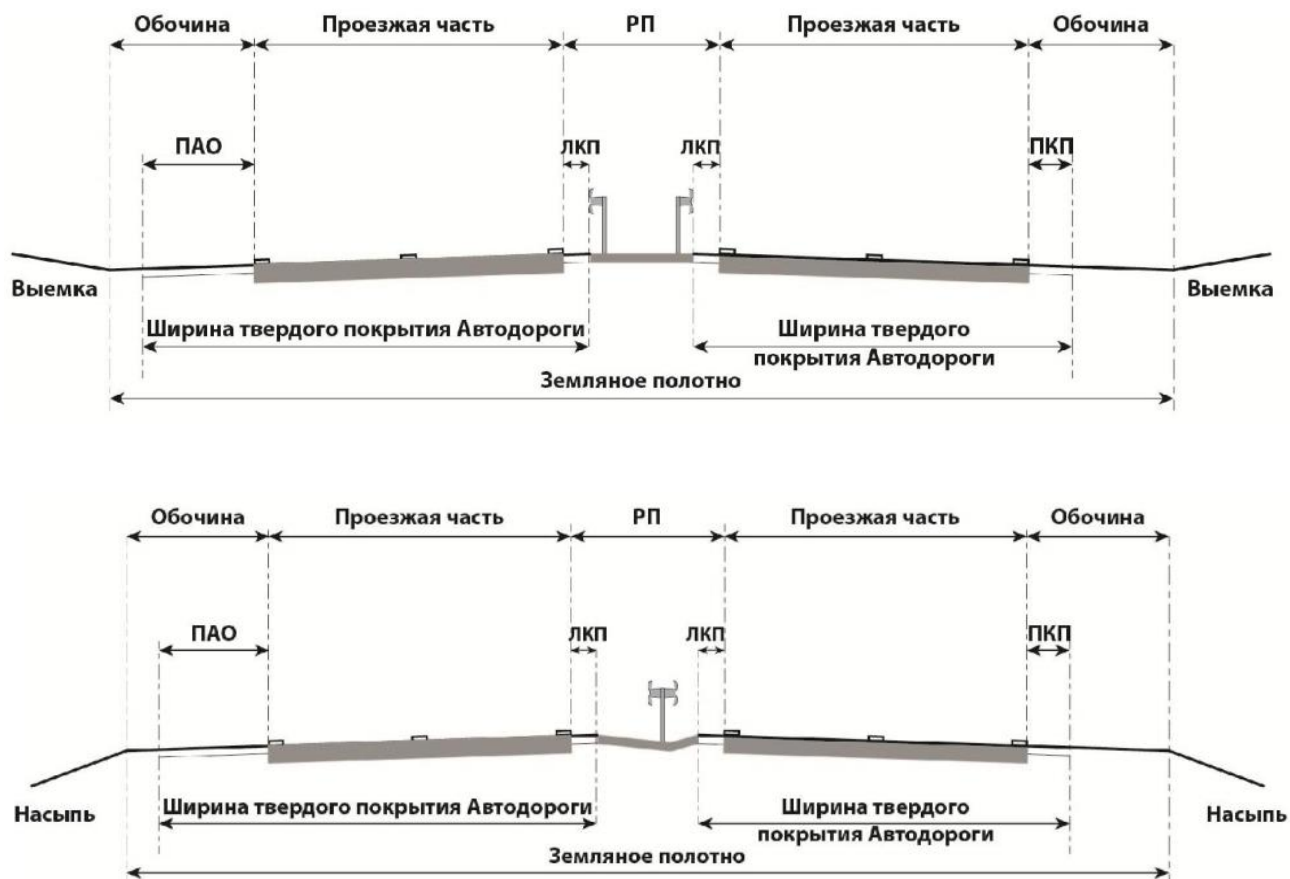 Обочина Проезжая часть РП Проезжая часть Обочина
ПАО ЛКП ЛКП ПКП
Выемка Выемка
Ширина твердого покрытия Автодороги Ширина твердого
покрытия Автодороги
Земляное полотно
Обочина Проезжая часть РП Проезжая часть Обочина
ПАО ЛКП ЛКП ПКП
Насыпь Насыпь
Ширина твердого покрытия Автодороги Ширина твердого
покрытия Автодороги
Земляное полотно